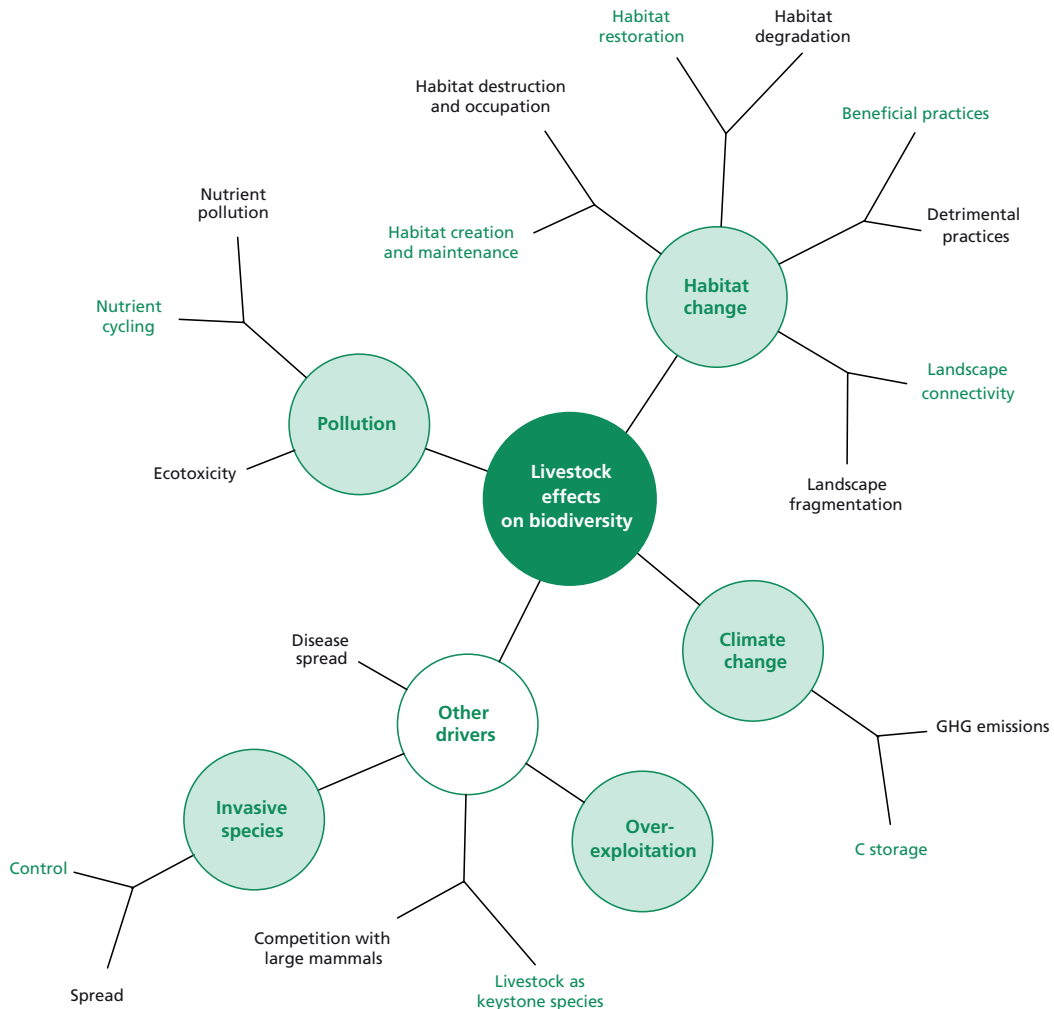 Habitat
restoration
Habitat
degradation
Habitat destruction
and occupation
Beneficial practices
Nutrient
pollution
Habitat creation
and maintenance
Detrimental
practices
Habitat
change
Nutrient
cycling
Landscape
connectivity
Pollution
Ecotoxicity
Livestock
effects
on biodiversity
Landscape
fragmentation
Disease
spread
Climate
change
Other
drivers
GHG emissions
Invasive
species
Over-
exploitation
C storage
Control
Competition with
large mammals
Livestock as
keystone species
Spread